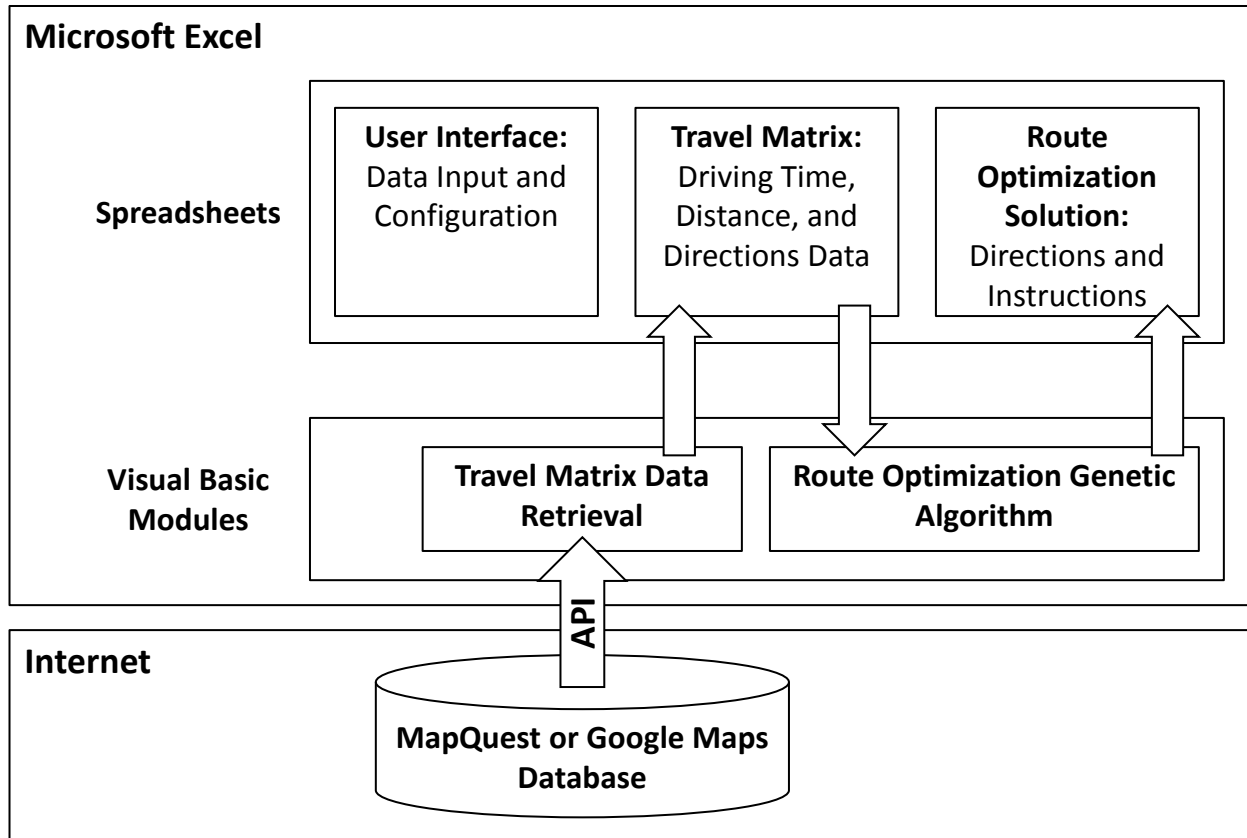 Microsoft Excel
Spreadsheets
User Interface:
Data Input and
Configuration
Travel Matrix:
Driving Time,
Distance, and
Directions Data
Route
Optimization
Solution:
Directions and
Instructions
Visual Basic
Modules
Travel Matrix Data
Retrieval
Route Optimization Genetic
Algorithm
API
Internet
MapQuest or Google Maps
Database